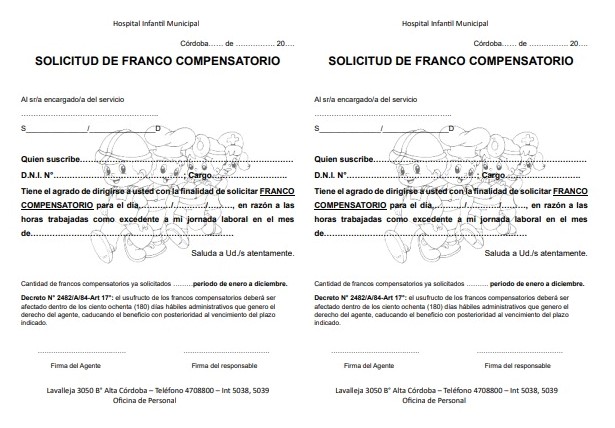 Hospital Infantil Municipal
Córdoba…… de ……………… 20….
SOLICITUD DE FRANCO COMPENSATORIO
Al sr/a encargado/a del servicio
……………………………………………
S_______________/________________D
Quien suscribe……………………………………………………
D.N.I. N°……………………………; Cargo………………………
Tiene el agrado de dirigirse a usted con la finalidad de solicitar FRANCO
COMPENSATORIO para el día………/………/………, en razón a las
horas trabajadas como excedente a mi jornada laboral en el mes
de……………………………………………
Saluda a Ud./s atentamente.
Cantidad de francos compensatorios ya solicitados ……….periodo de enero a diciembre.
Decreto N° 2482/A/84-Art 17°: el usufructo de los francos compensatorios deberá ser
afectado dentro de los ciento ochenta (180) días hábiles administrativos que genero el
derecho del agente, caducando el beneficio con posterioridad al vencimiento del plazo
indicado.
…………………………… ……………………………
Firma del Agente Firma del responsable
Lavalleja 3050 B° Alta Córdoba – Teléfono 4708800 – Int 5038, 5039
Oficina de Personal
Hospital Infantil Municipal
Córdoba…… de ……………… 20….
SOLICITUD DE FRANCO COMPENSATORIO
Al sr/a encargado/a del servicio
……………………………………………
S_______________/________________D
Quien suscribe……………………………………………………
D.N.I. N°……………………………; Cargo………………………
Tiene el agrado de dirigirse a usted con la finalidad de solicitar FRANCO
COMPENSATORIO para el día………/………/………, en razón a las
horas trabajadas como excedente a mi jornada laboral en el mes
de……………………………………………
Saluda a Ud./s atentamente.
Cantidad de francos compensatorios ya solicitados ……….periodo de enero a diciembre.
Decreto N° 2482/A/84-Art 17°: el usufructo de los francos compensatorios deberá ser
afectado dentro de los ciento ochenta (180) días hábiles administrativos que genero el
derecho del agente, caducando el beneficio con posterioridad al vencimiento del plazo
indicado.
…………………………… ……………………………
Firma del Agente Firma del responsable
Lavalleja 3050 B° Alta Córdoba – Teléfono 4708800 – Int 5038, 5039
Oficina de Personal